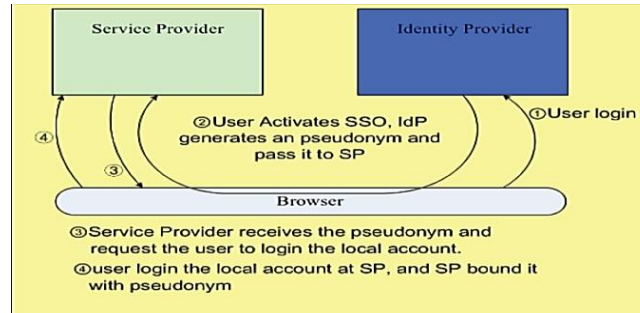 Service Provider
Identity Provider
①User login
②User Activates SSO, IdP
generates an pseudonym and
pass it to SP
④
③
Browser
③Service Provider receives the pseudonym and
request the user to login the local account.
④user login the local account at SP, and SP bound it
with pseudonym